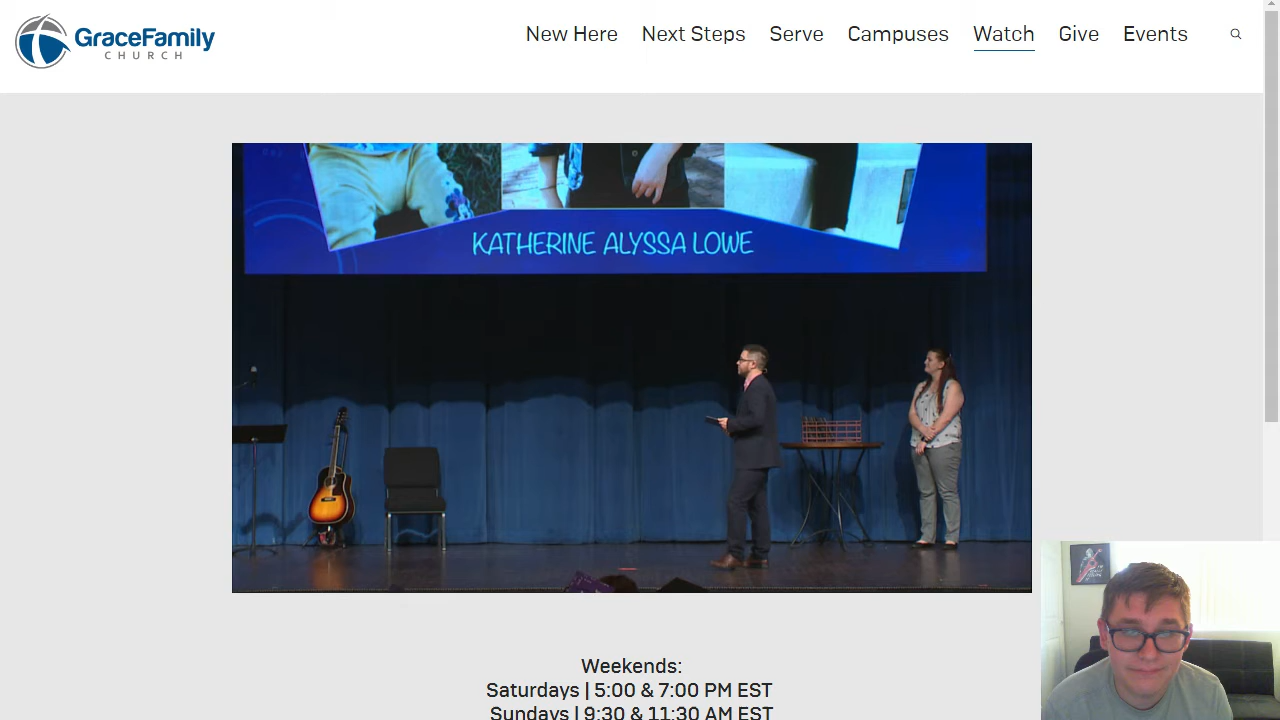 GraceFamily
CHURCH
New Here
Next Steps
Serve
Campuses
Watch
Give
Events
KATHERINE ALYSSA LOWE
Weekends:
Saturdays | 5:00 & 7:00 PM EST
Sundays | 9:30 & 11:30 AM EST